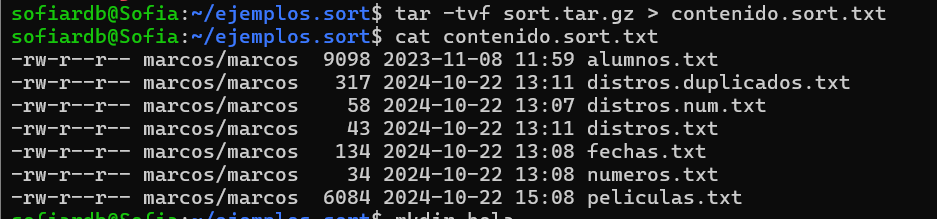 sofiardb@Sofia:~/ejemplos.sort$ tar -tvf sort.tar.gz > contenido.sort.txt
sofiardb@Sofia:~/ejemplos.sort$ cat contenido.sort.txt
-rw-r--r-- marcos/marcos  9098 2023-11-08 11:59 alumnos.txt
-rw-r--r-- marcos/marcos   317 2024-10-22 13:11 distros.duplicados.txt
-rw-r--r-- marcos/marcos    58 2024-10-22 13:07 distros.num.txt
-rw-r--r-- marcos/marcos    43 2024-10-22 13:11 distros.txt
-rw-r--r-- marcos/marcos   134 2024-10-22 13:08 fechas.txt
-rw-r--r-- marcos/marcos    34 2024-10-22 13:08 numeros.txt
-rw-r--r-- marcos/marcos  6084 2024-10-22 15:08 peliculas.txt
sofiardb@Sofia:~/ejemplos.sort$ mkdir hola